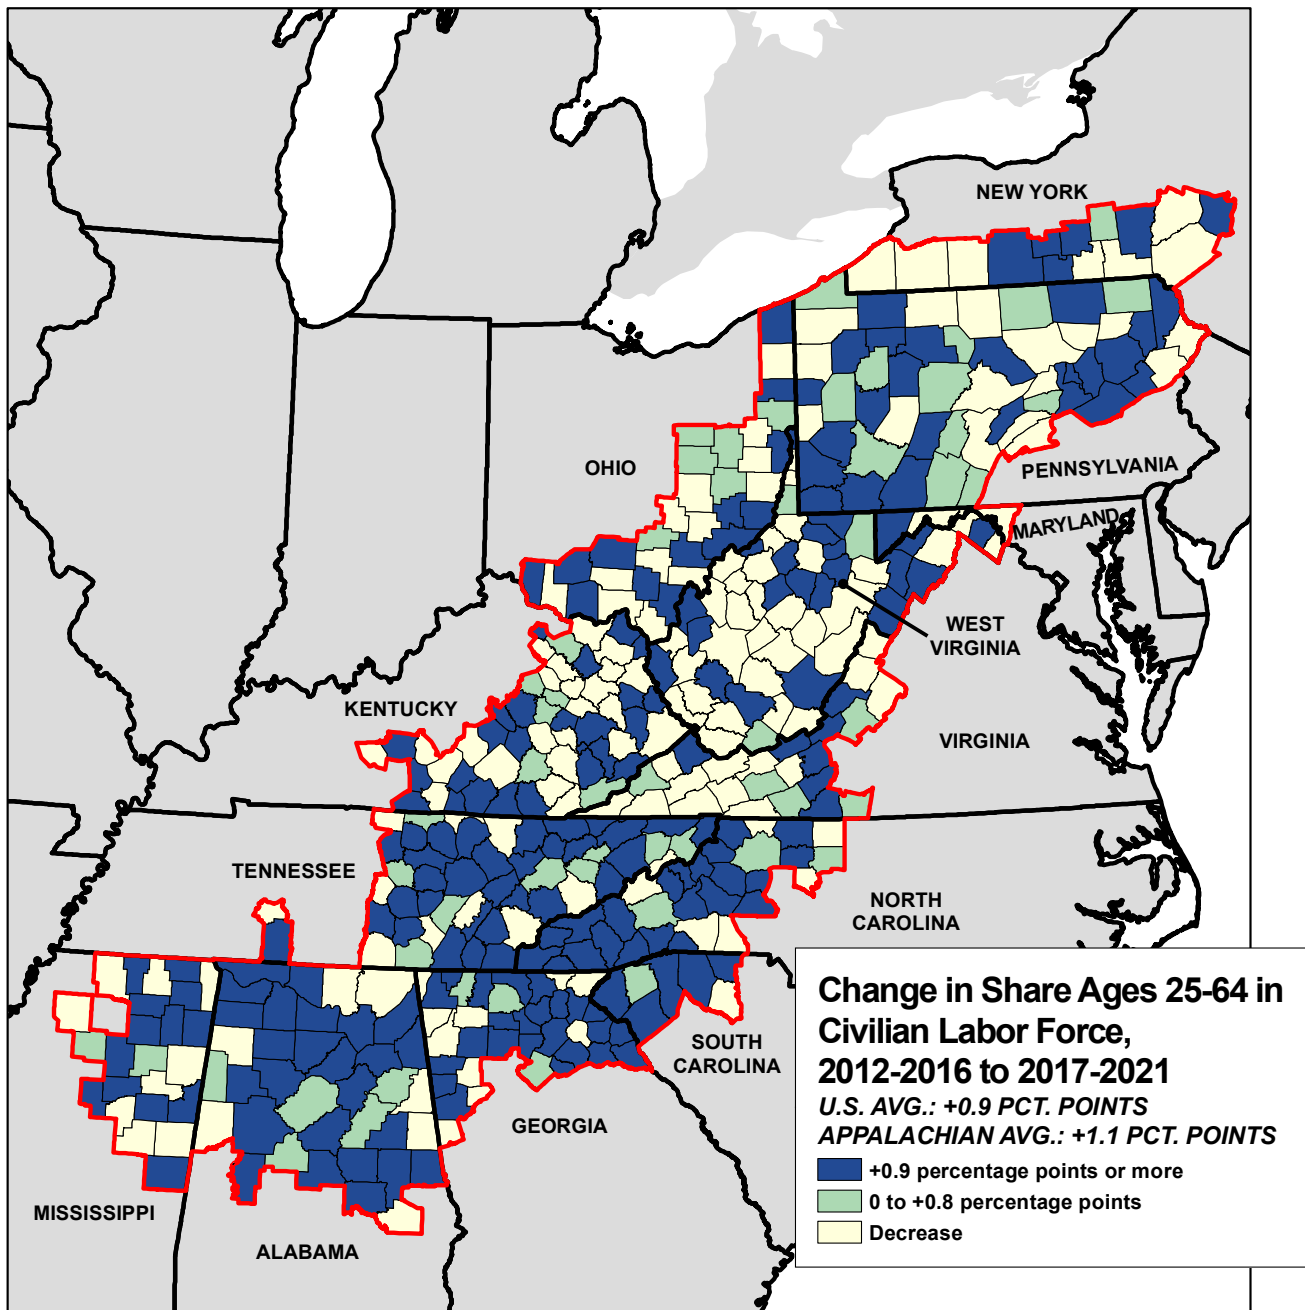 NEW YORK
OHIO
PENNSYLVANIA
MARYLAND
WEST
VIRGINIA
KENTUCKY
VIRGINIA
TENNESSEE
NORTH
CAROLINA
SOUTH
CAROLINA
GEORGIA
MISSISSIPPI
ALABAMA
Change in Share Ages 25-64 in
Civilian Labor Force,
2012-2016 to 2017-2021
U.S. AVG.: +0.9 PCT. POINTS
APPALACHIAN AVG.: +1.1 PCT. POINTS
+0.9 percentage points or more
0 to +0.8 percentage points
Decrease